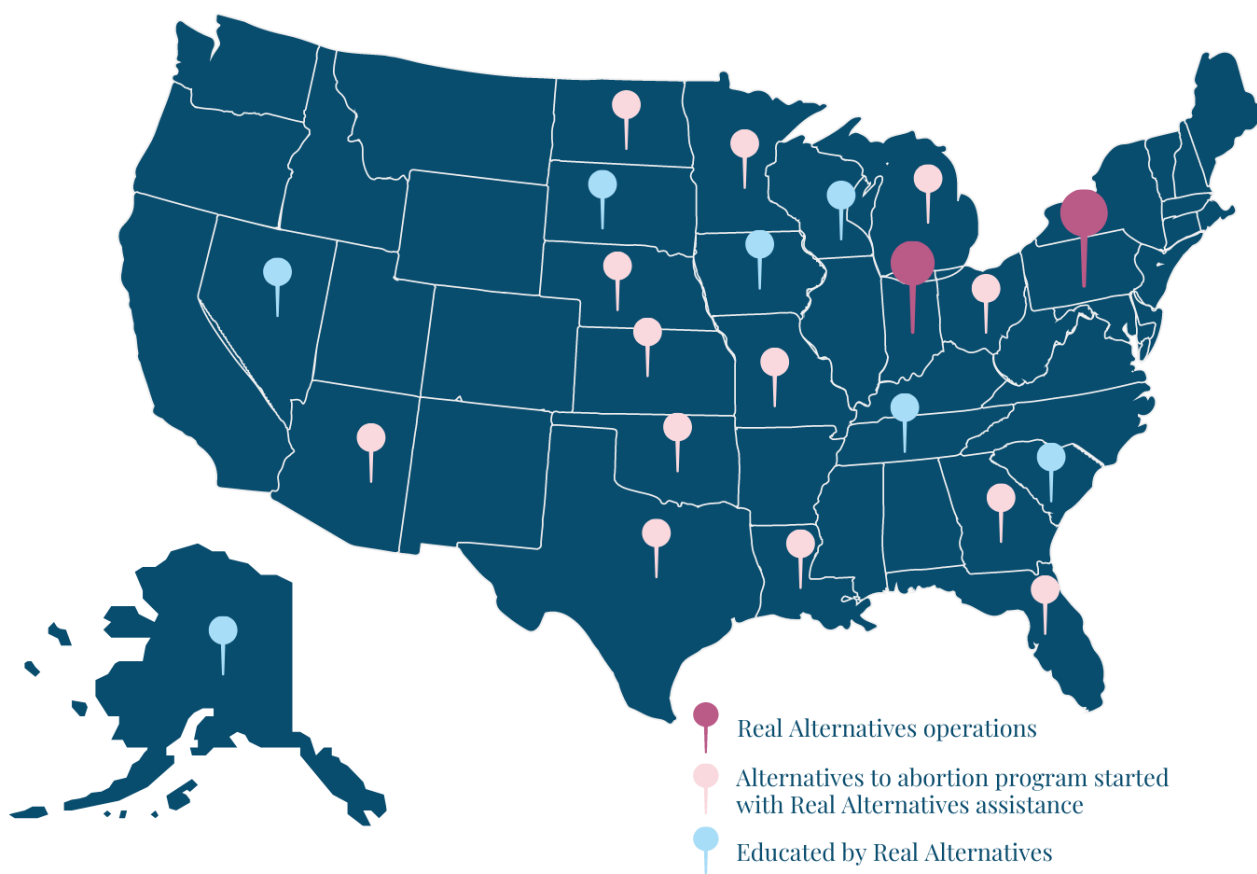 Real Alternatives operations
Alternatives to abortion program started
with Real Alternatives assistance
Educated by Real Alternatives